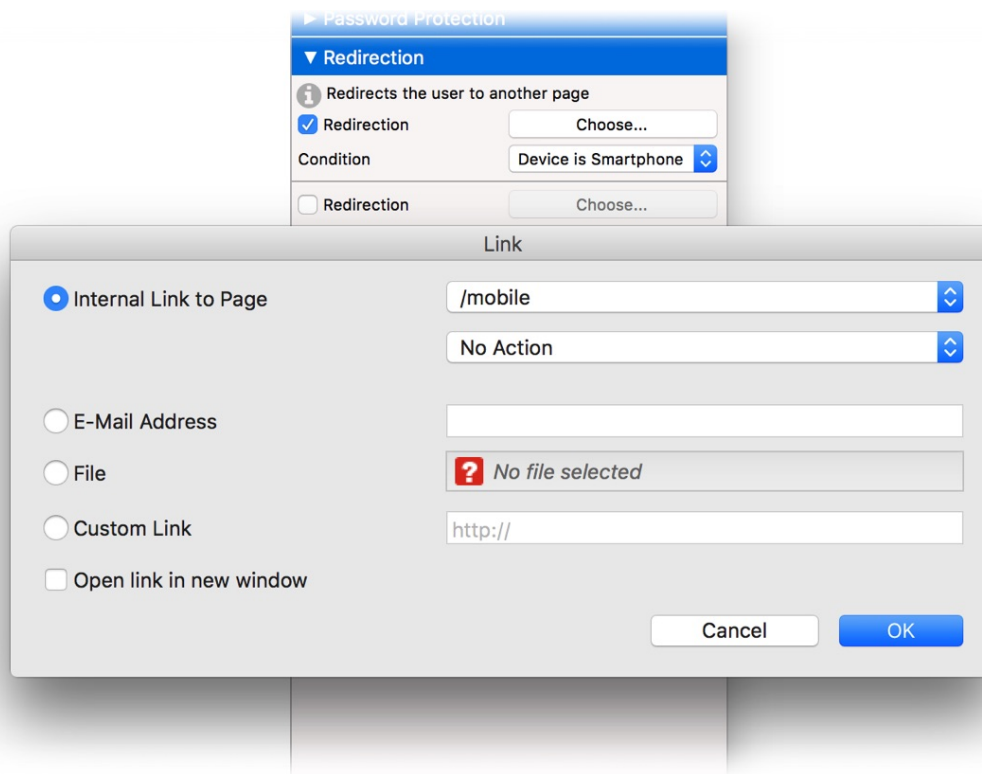 Password Protection
Redirection
Redirects the user to another page
Redirection Choose...
Condition Device is Smartphone
Redirection Choose...
Link
Internal Link to Page /mobile
No Action
E-Mail Address
File No file selected
Custom Link http://
Open link in new window
Cancel OK